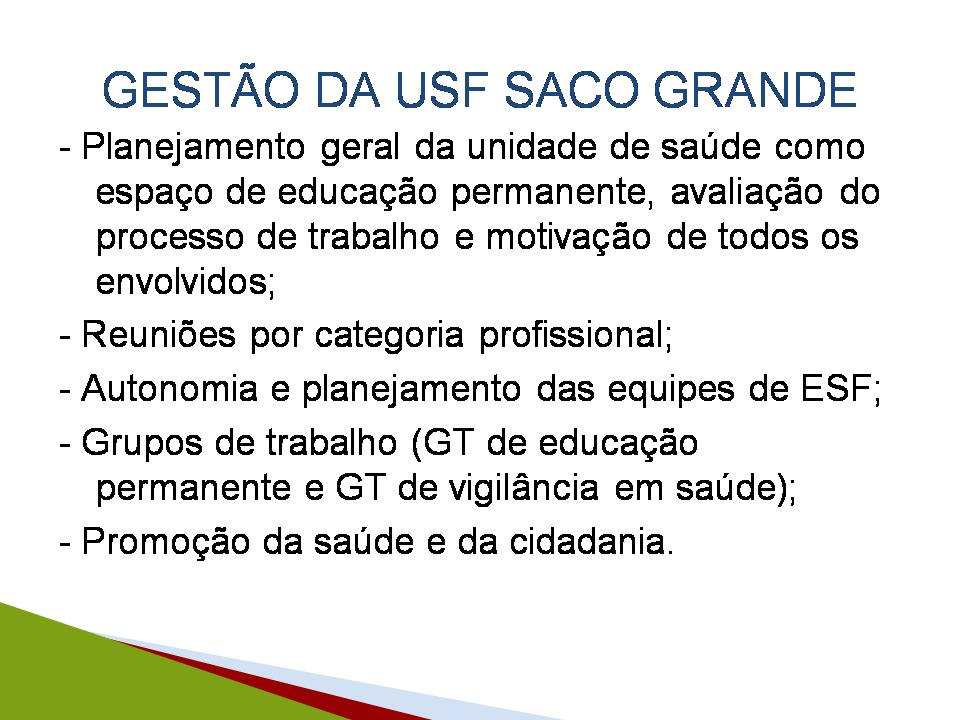 GESTÃO DA USF SACO GRANDE
- Planejamento geral da unidade de saúde como
espaço de educação permanente, avaliação do
processo de trabalho e motivação de todos os
envolvidos;
- Reuniões por categoria profissional;
- Autonomia e planejamento das equipes de ESF;
- Grupos de trabalho (GT de educação
permanente e GT de vigilância em saúde);
- Promoção da saúde e da cidadania.